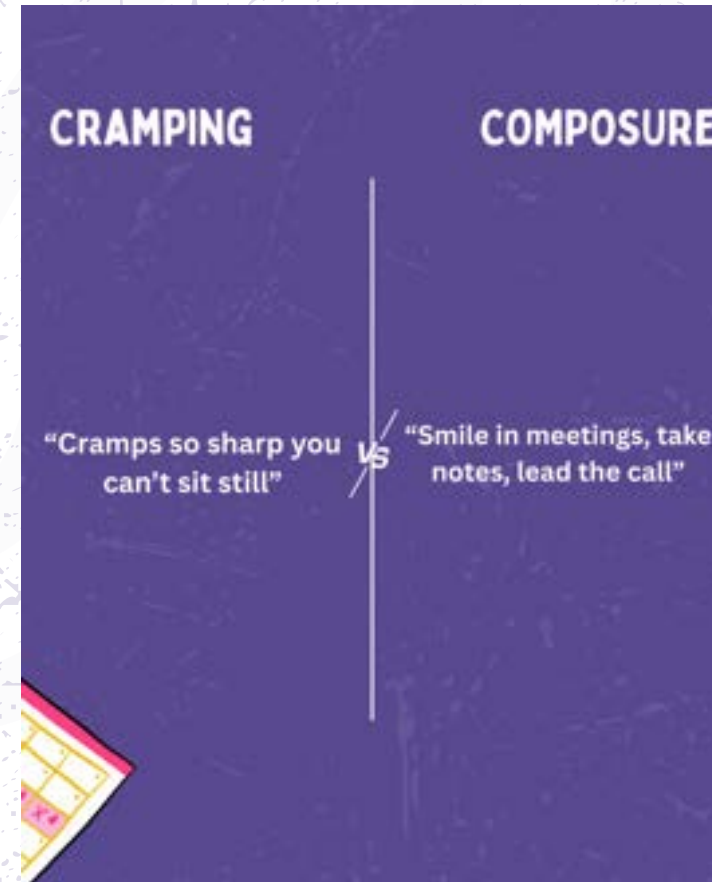 CRAMPING
COMPOSURE
“Cramps so sharp you
can’t sit still”
VS
“Smile in meetings, take
notes, lead the call”